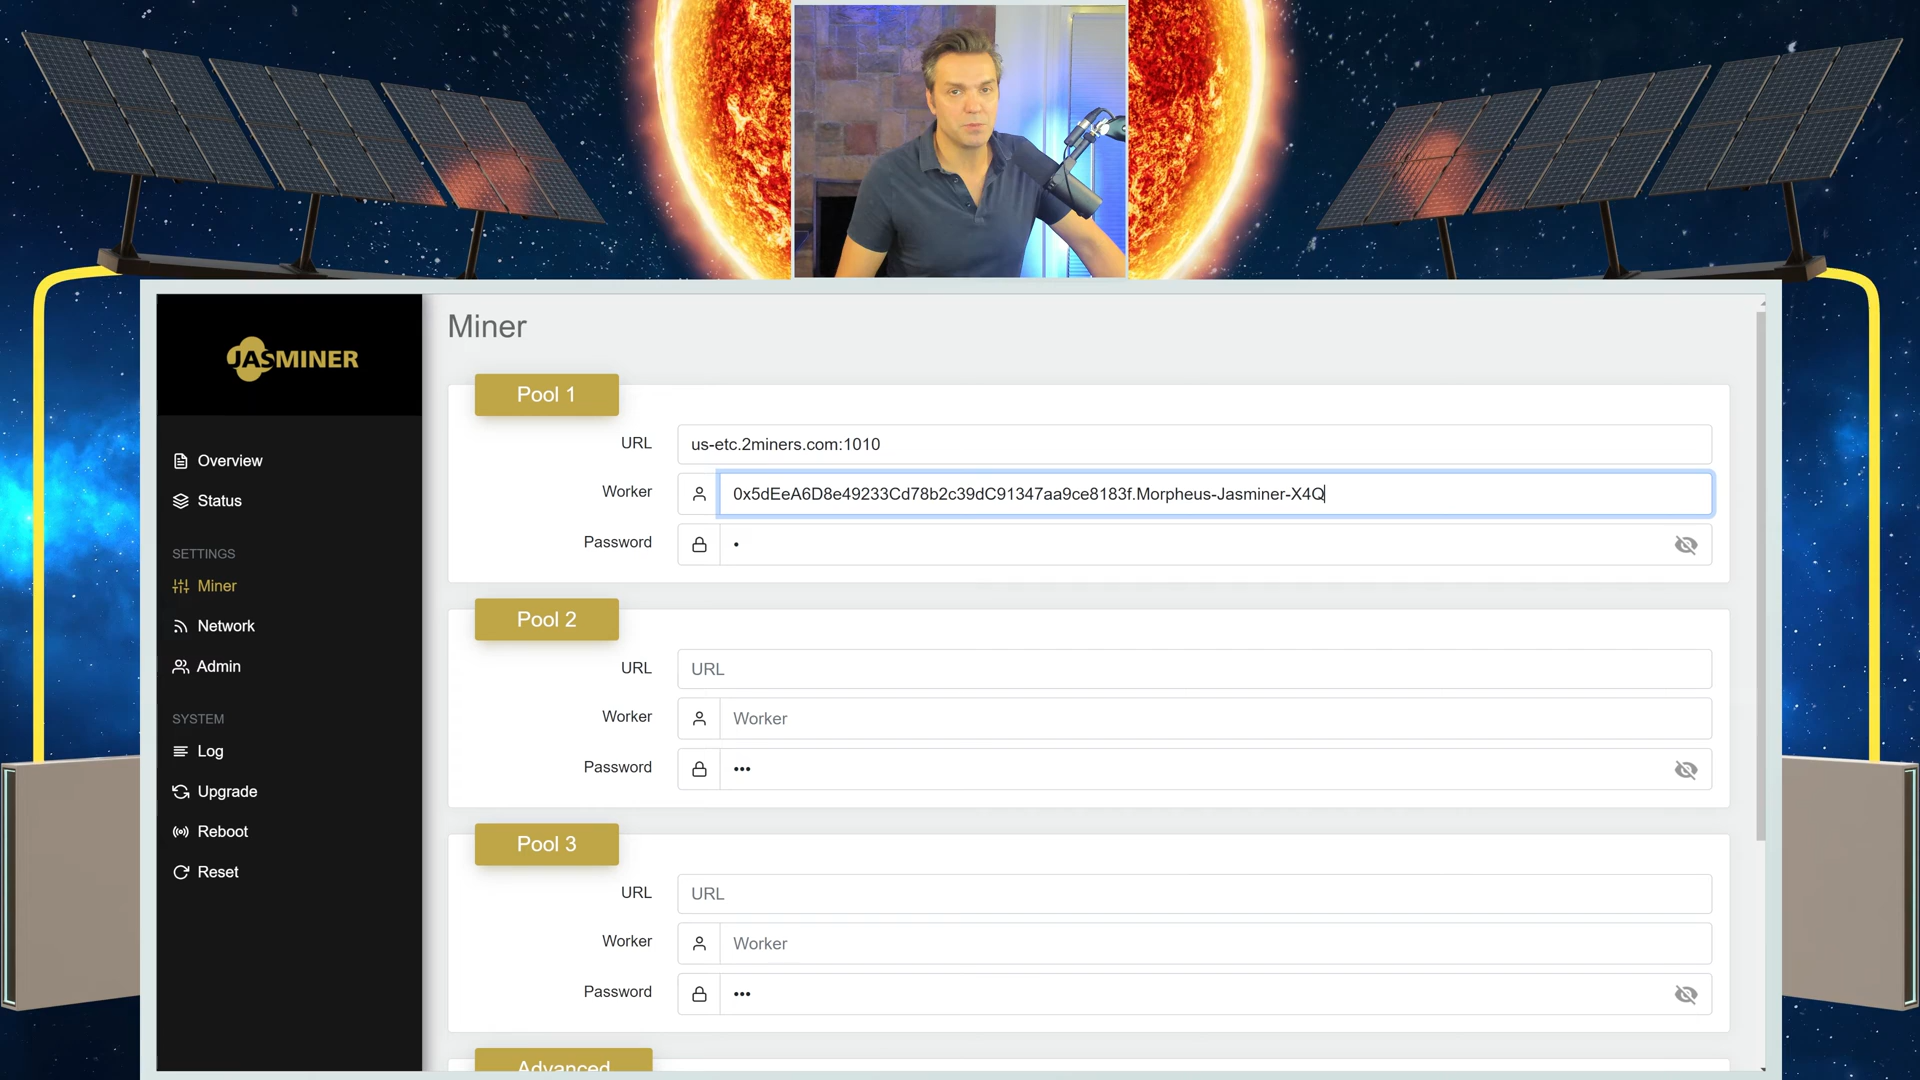 JASMINER
Overview
Status
SETTINGS
Miner
Network
Admin
SYSTEM
Log
Upgrade
Reboot
Reset
Miner
Pool 1
URL
us-etc.2miners.com:1010
Worker
0x5dEeA6D8e49233Cd78b2c39dC91347aa9ce8183f.Morpheus-Jasminer-X4Q
Password
•
Pool 2
URL
URL
Worker
Worker
Password
•••
Pool 3
URL
URL
Worker
Worker
Password
•••
Advanced